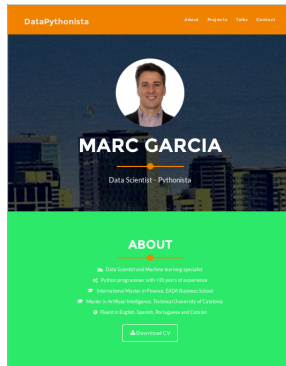 DataPythonista
About Projects Talks Contact
MARC GARCIA
Data Scientist - Pythonista
ABOUT
Data Scientist and Machine learning specialist
Python programmer with +10 years of experience
International Master in Finance, EADA Business School
Master in Artificial Intelligence, Technical University of Catalonia
Fluent in English, Spanish, Portuguese and Catalan
Download CV